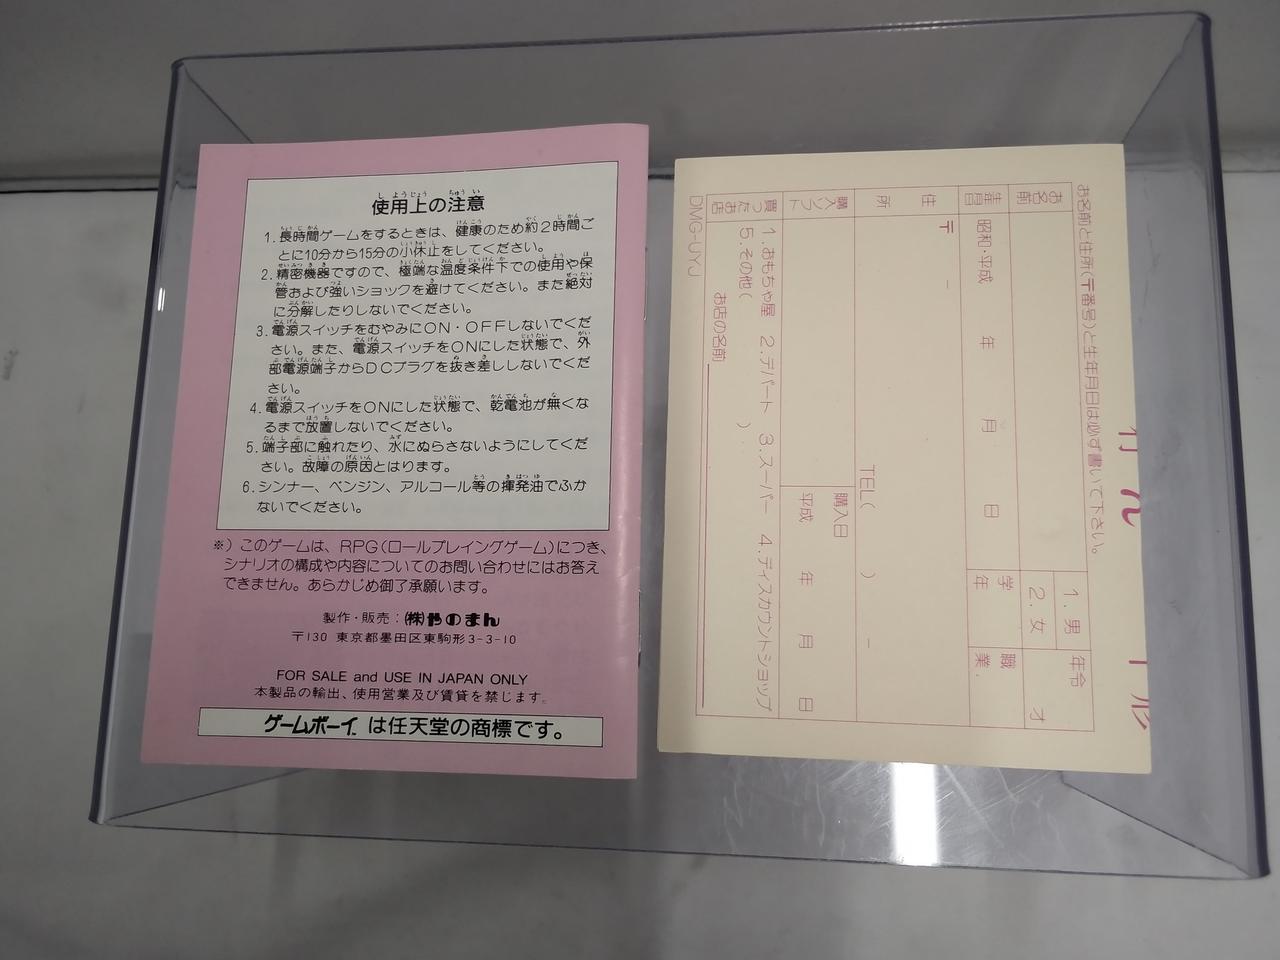 使用上の注意
1. 長時間ゲームをするときは、健康のため約2時間ご
とに10分から15分の小休止をしてください。
2. 精密機器ですので、極端な温度条件下での使用や保
管および強いショックを避けてください。また絶対
に分解したりしないでください。
3. 電源スイッチをむやみにON・OFFしないでくだ
さい。また、電源スイッチをONにした状態で、外
部電源端子からDCプラグを抜き差ししないでくだ
さい。
4. 電源スイッチをONにした状態で、乾電池が無くな
るまで放置しないでください。
5. 端子部に触れたり、水にぬらさないようにしてくだ
さい。故障の原因とはります。
6. シンナー、ベンジン、アルコール等の揮発油でふか
ないでください。
※）このゲームは、RPG（ロールプレイングゲーム）につき、
シナリオの構成や内容についてのお問い合わせにはお答え
できません。あらかじめ御了承願います。
製作・販売：㈱やのまん
〒130 東京都墨田区東駒形3-3-10
FOR SALE and USE IN JAPAN ONLY
本製品の輸出、使用営業及び賃貸を禁じます。
ゲームボーイ™は任天堂の商標です。
お名前と住所（〒番号）と生年月日は必ず書いて下さい。
お名前
1. 男
2. 女
年令
才
生年月日
昭和・平成 年 月 日
学年
職業
住所
〒 －
TEL( ) －
購入ソフト
購入日
平成 年 月 日
買ったお店
1. おもちゃ屋 2. デパート 3. スーパー 4. ディスカウントショップ
5. その他（ ）
お店の名前
DMG-UYJ